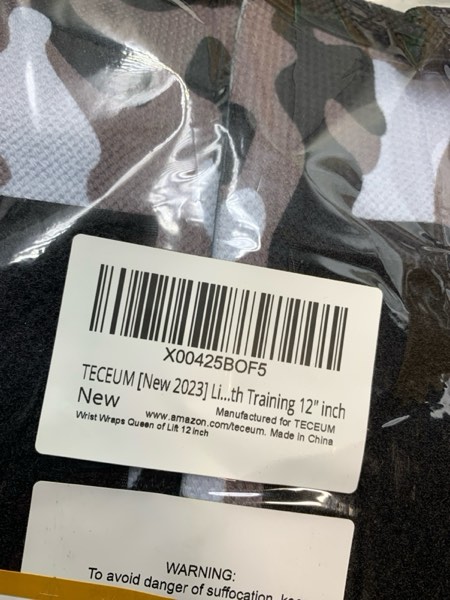 X00425BOF5
TECEUM [New 2023] Li...th Training 12" inch
New
Manufactured for TECEUM
www.amazon.com/teceum. Made in China
Wrist Wraps Queen of Lift 12 inch
WARNING:
To avoid danger of suffocation,